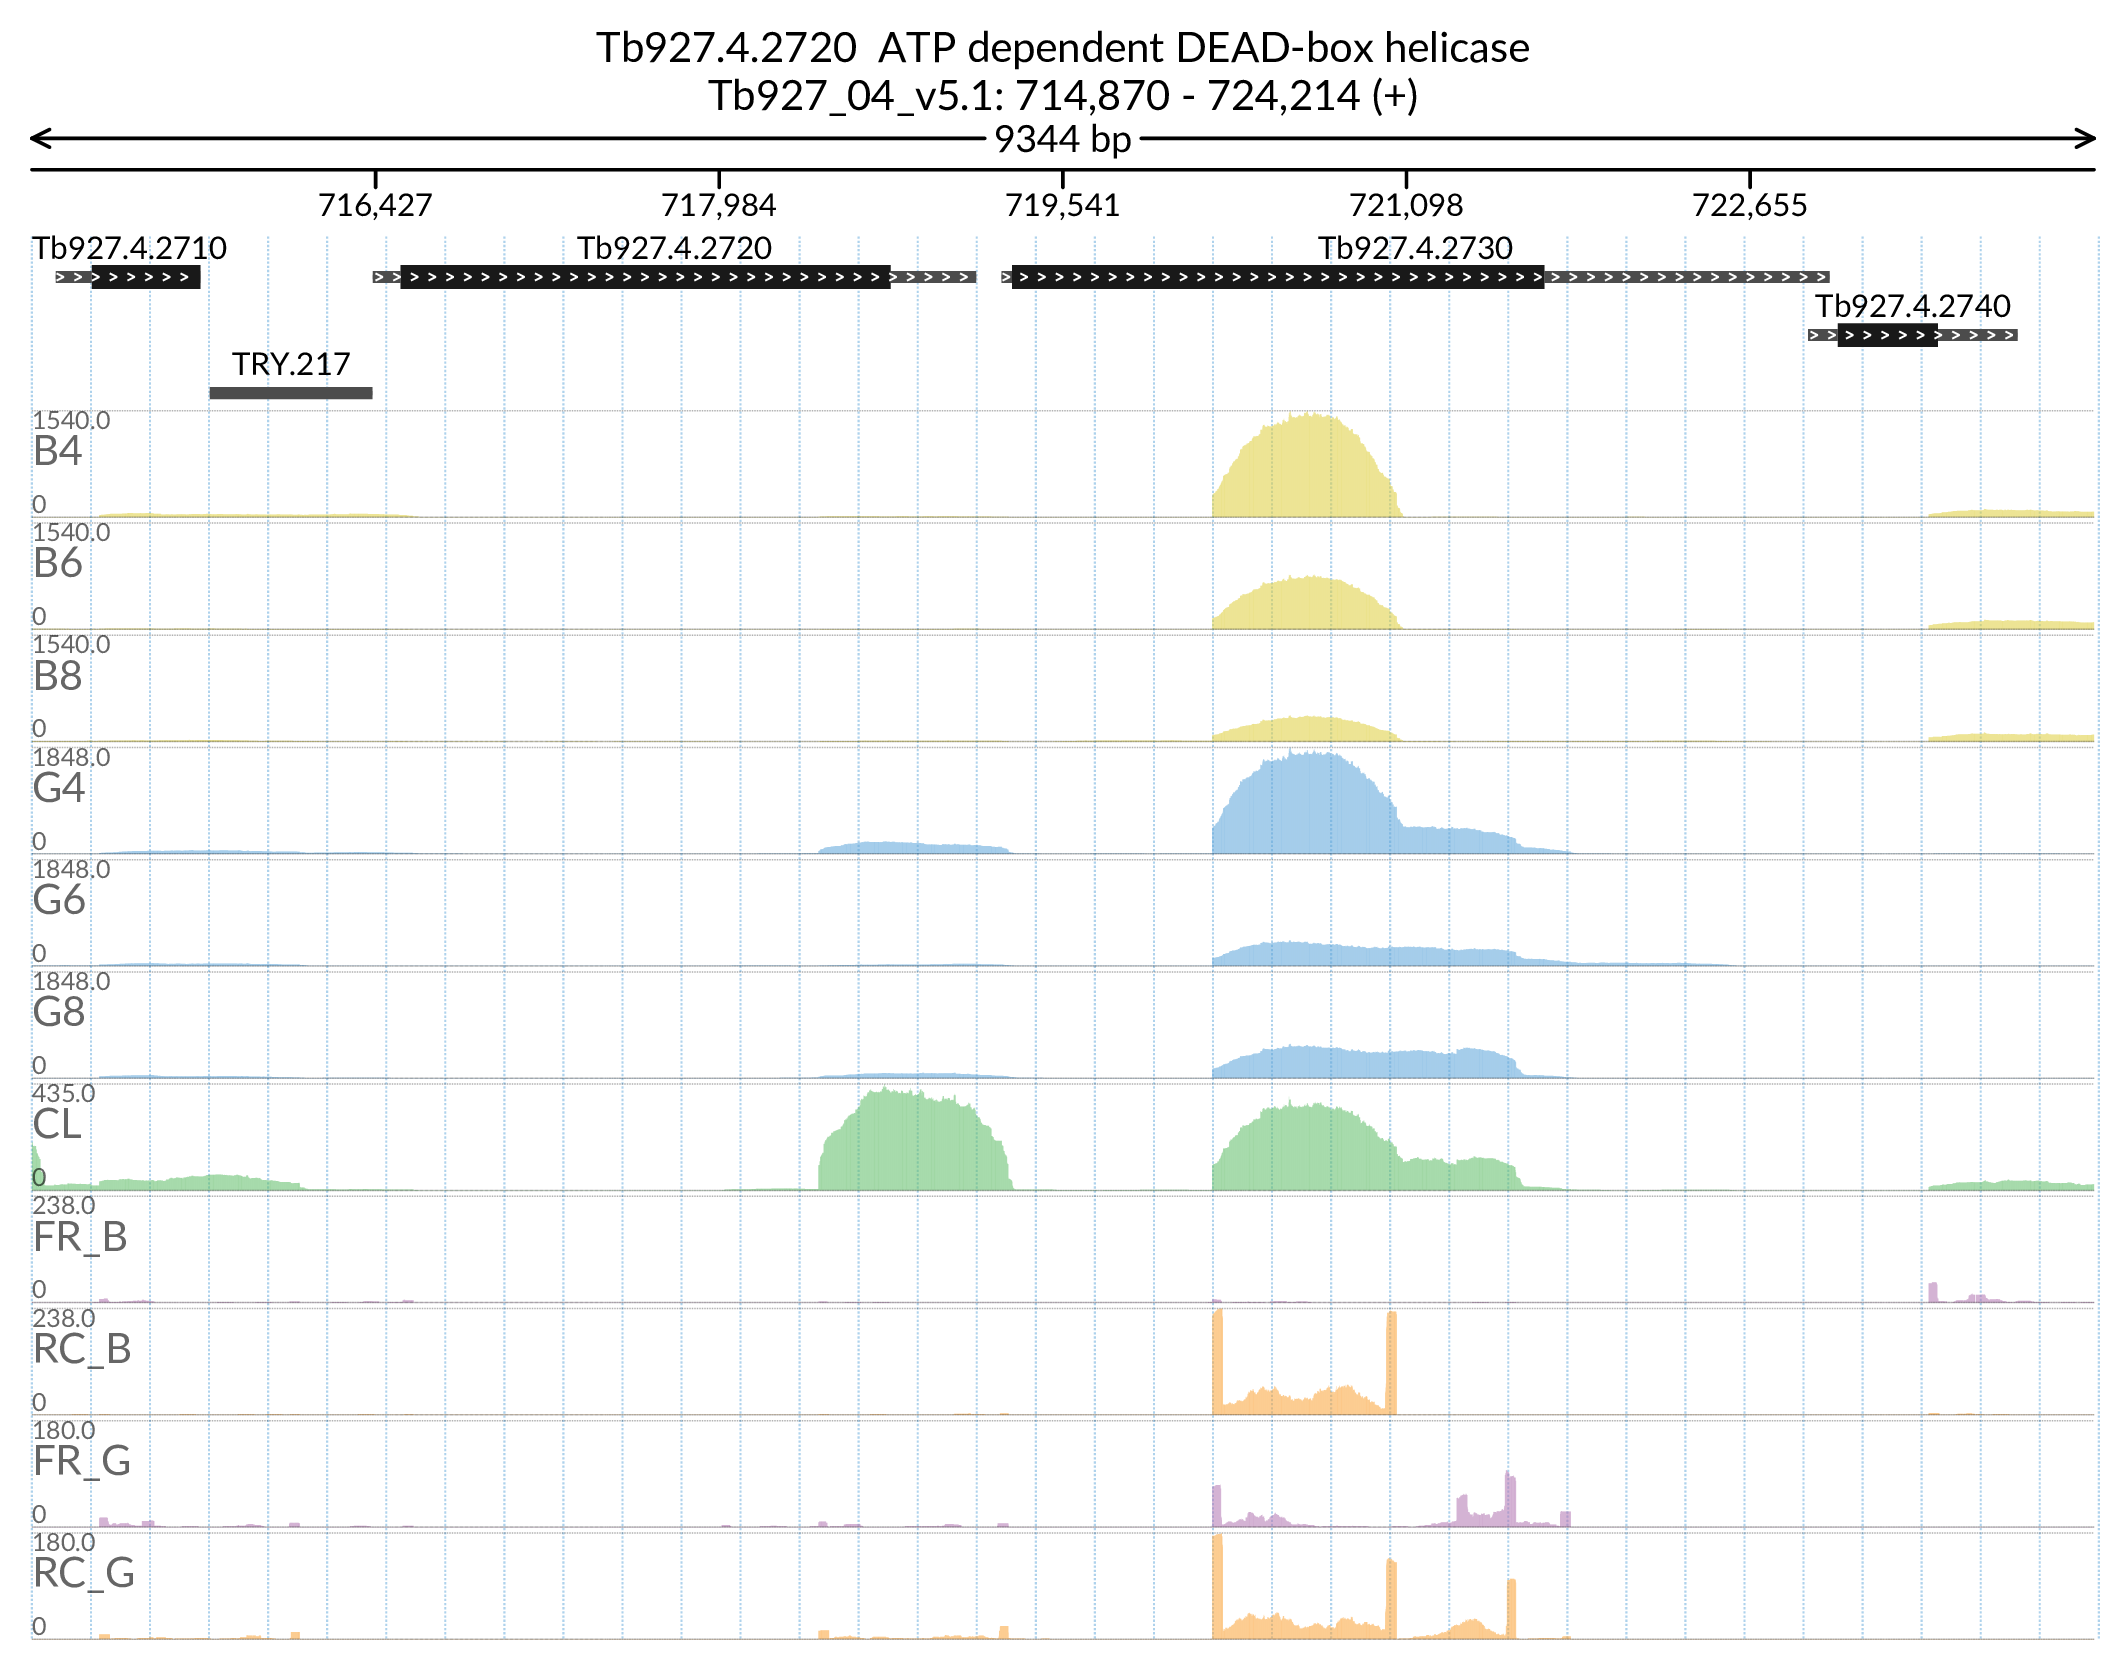 Tb927.4.2720  ATP dependent DEAD-box helicase
Tb927_04_v5.1: 714,870 - 724,214 (+)
9344 bp
716,427 717,984 719,541 721,098 722,655
Tb927.4.2710 Tb927.4.2720 Tb927.4.2730
Tb927.4.2740
TRY.217
1540.0
B4
0
1540.0
B6
0
1540.0
B8
0
1848.0
G4
0
1848.0
G6
0
1848.0
G8
0
435.0
CL
0
238.0
FR_B
0
238.0
RC_B
0
180.0
FR_G
0
180.0
RC_G
0